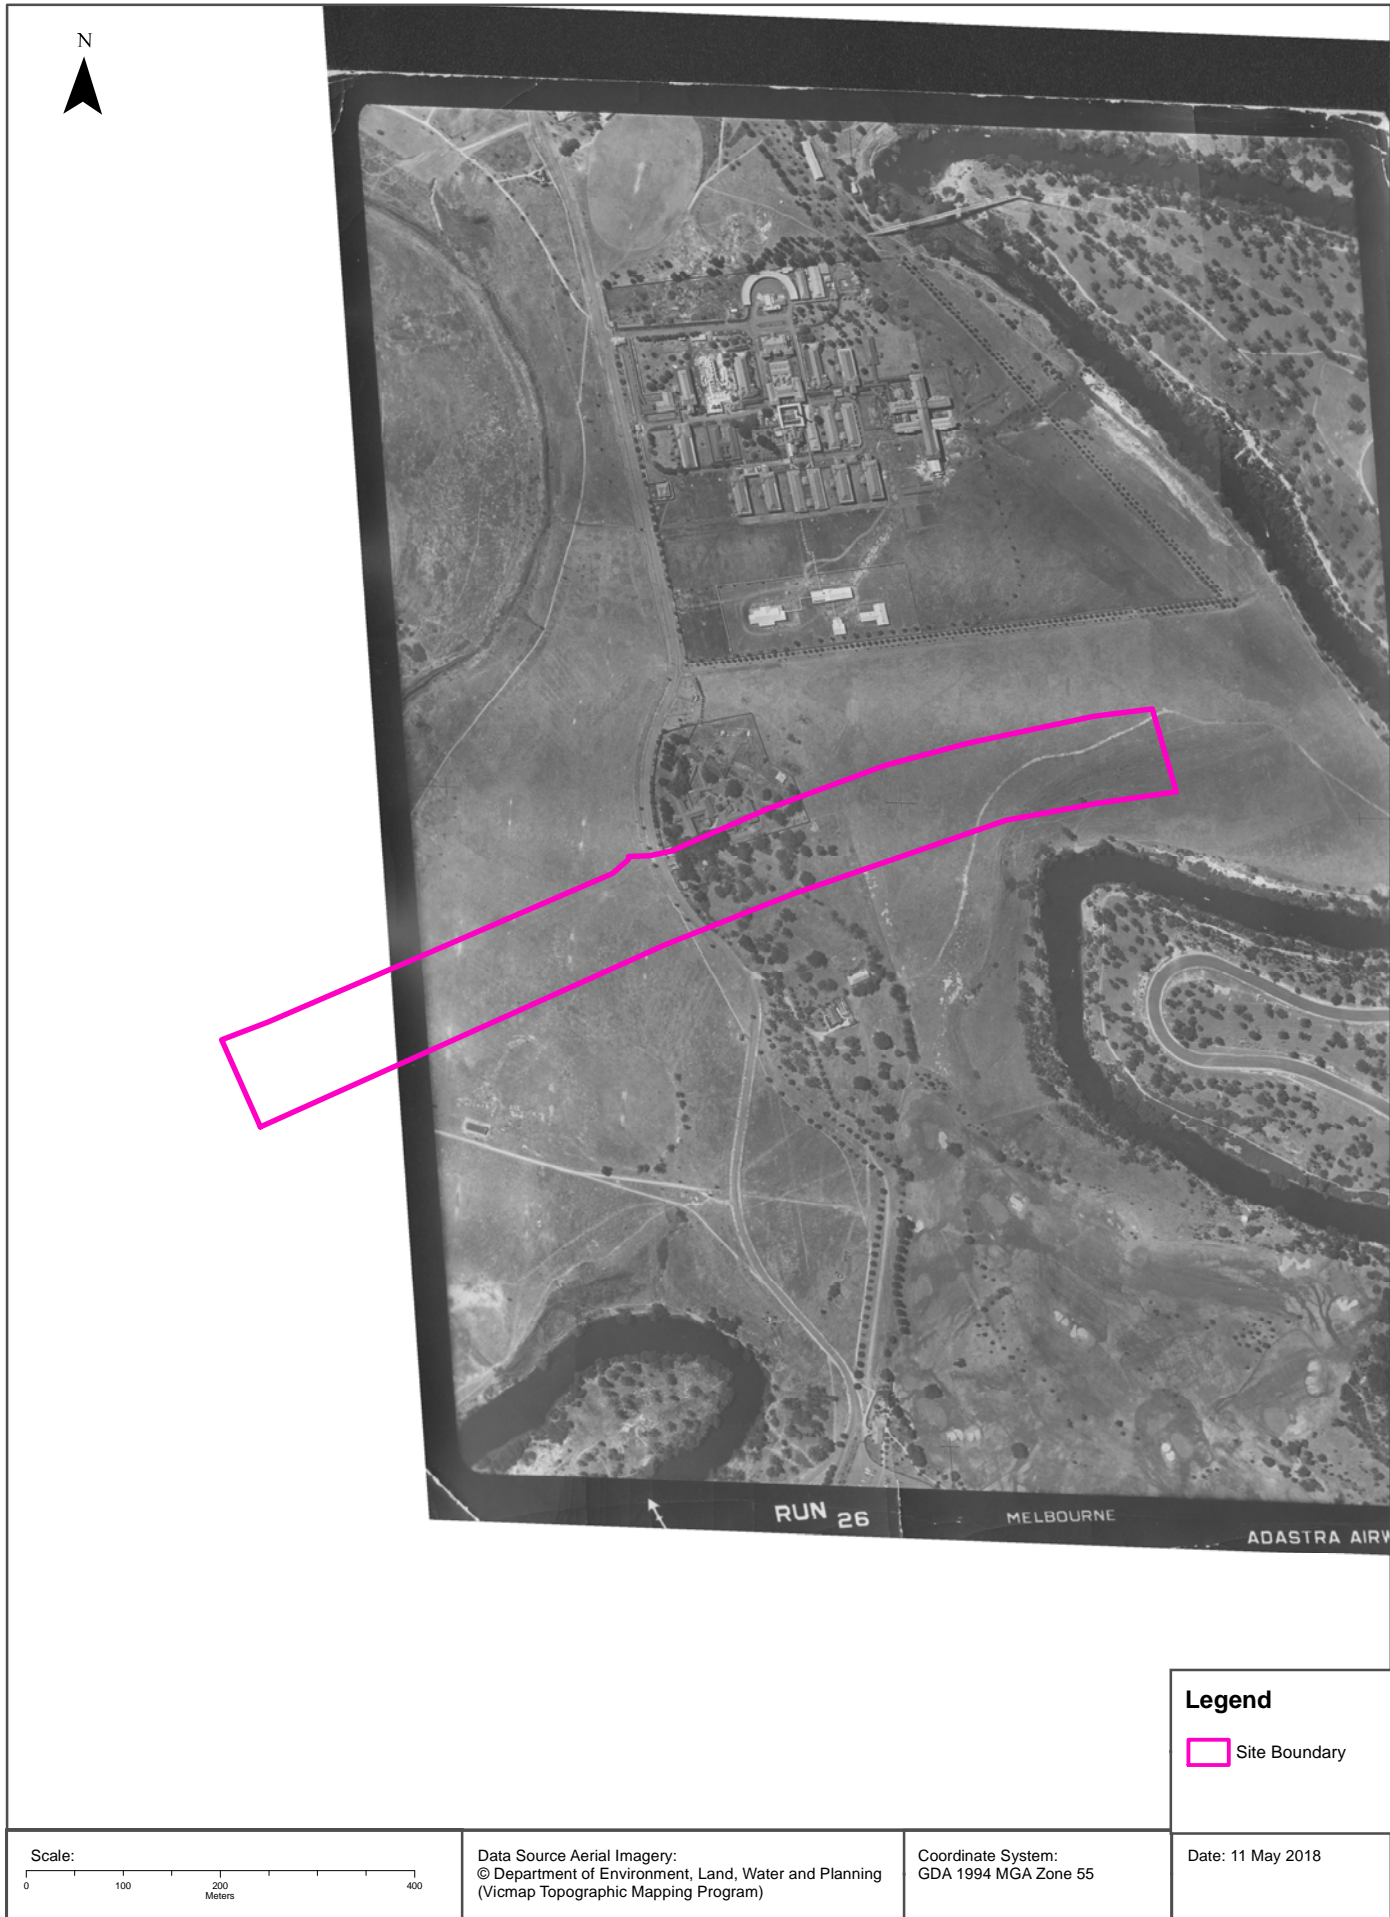 N
RUN 26
MELBOURNE
ADASTRA AIRW
Legend
Site Boundary
Scale:
0 100 200 400
Meters
Data Source Aerial Imagery:
© Department of Environment, Land, Water and Planning
(Vicmap Topographic Mapping Program)
Coordinate System:
GDA 1994 MGA Zone 55
Date: 11 May 2018